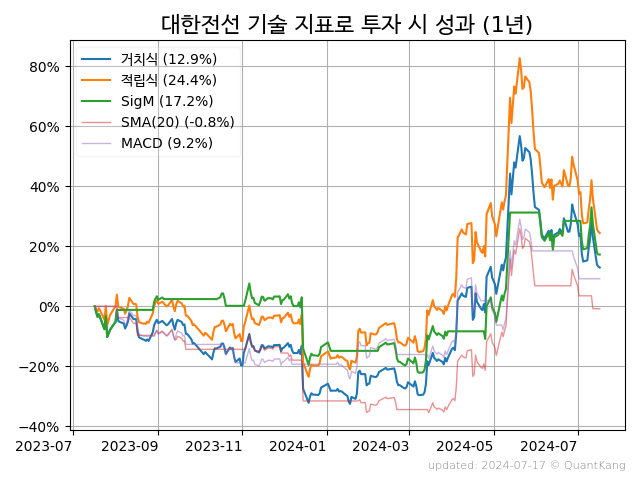 대한전선 기술 지표로 투자 시 성과 (1년)
거치식 (12.9%)
적립식 (24.4%)
SigM (17.2%)
SMA(20) (-0.8%)
MACD (9.2%)
80%
60%
40%
20%
0%
−20%
−40%
2023-07 2023-09 2023-11 2024-01 2024-03 2024-05 2024-07
updated: 2024-07-17 © QuantKang